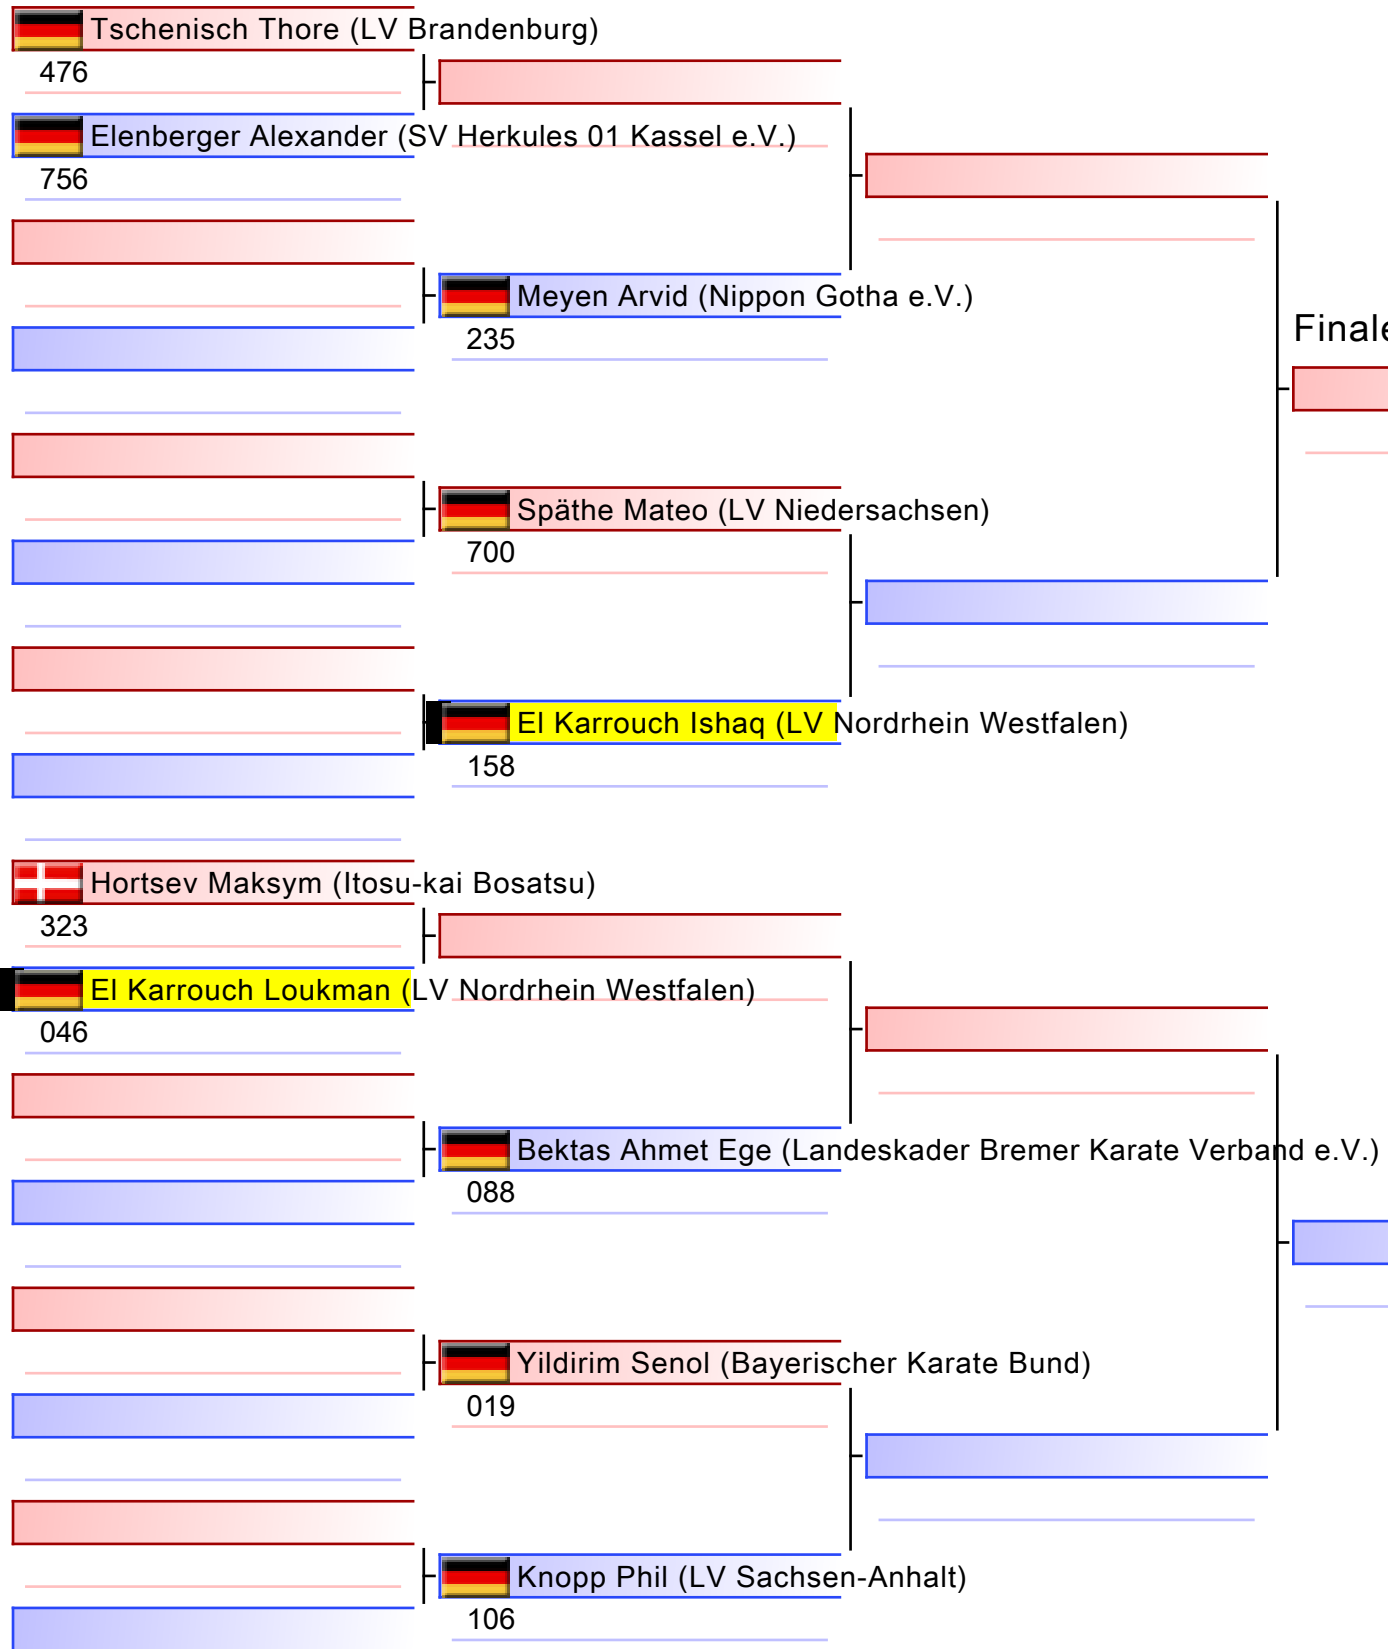 Tschenisch Thore (LV Brandenburg)
476
Elenberger Alexander (SV Herkules 01 Kassel e.V.)
756
Meyen Arvid (Nippon Gotha e.V.)
235
Finale
Späthe Mateo (LV Niedersachsen)
700
El Karrouch Ishaq (LV Nordrhein Westfalen)
158
Hortsev Maksym (Itosu-kai Bosatsu)
323
El Karrouch Loukman (LV Nordrhein Westfalen)
046
Bektas Ahmet Ege (Landeskader Bremer Karate Verband e.V.)
088
Yildirim Senol (Bayerischer Karate Bund)
019
Knopp Phil (LV Sachsen-Anhalt)
106